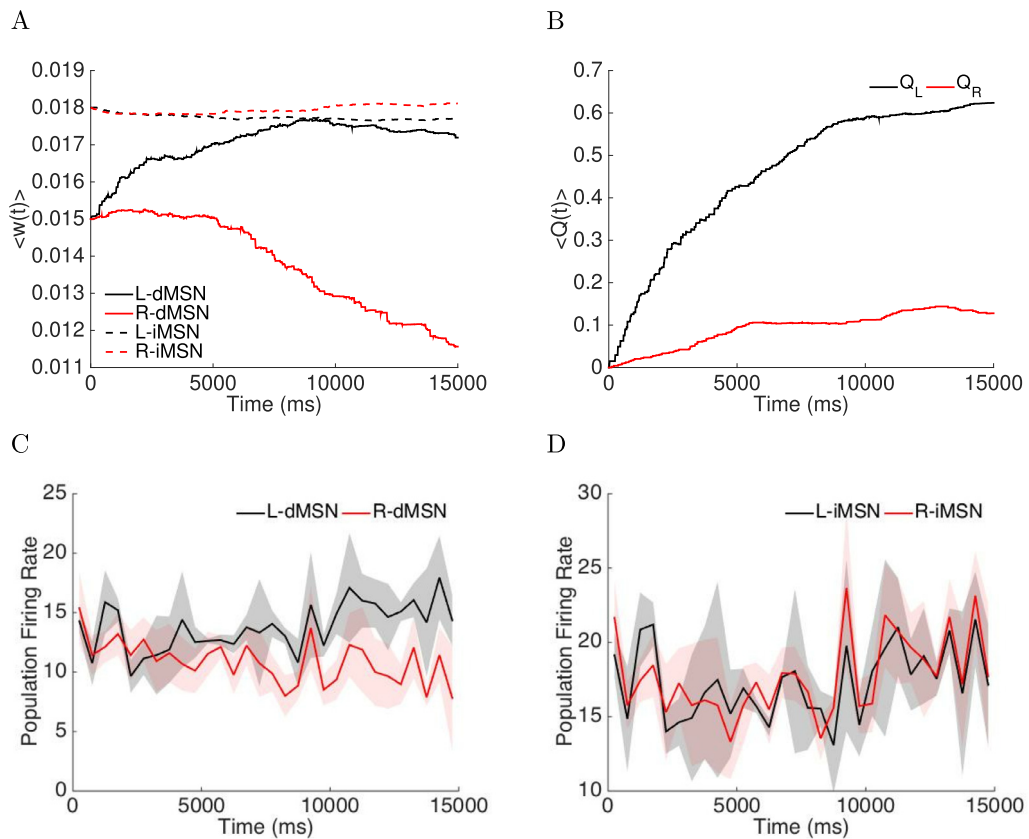 A
<w(t)>
0.019
0.018
0.017
0.016
0.015
0.014
0.013
0.012
0.011
L-dMSN
R-dMSN
L-iMSN
R-iMSN
0 5000 10000 15000
Time (ms)
B
<Q(t)>
0.7
0.6
0.5
0.4
0.3
0.2
0.1
0
Q_L Q_R
0 5000 10000 15000
Time (ms)
C
Population Firing Rate
25
20
15
10
5
0
L-dMSN R-dMSN
0 5000 10000 15000
Time (ms)
D
Population Firing Rate
30
25
20
15
10
L-iMSN R-iMSN
0 5000 10000 15000
Time (ms)